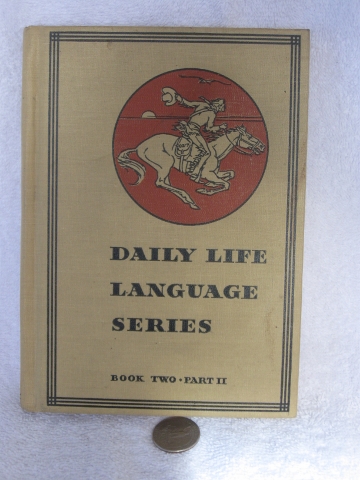 DAILY LIFE
LANGUAGE
SERIES
BOOK TWO · PART II